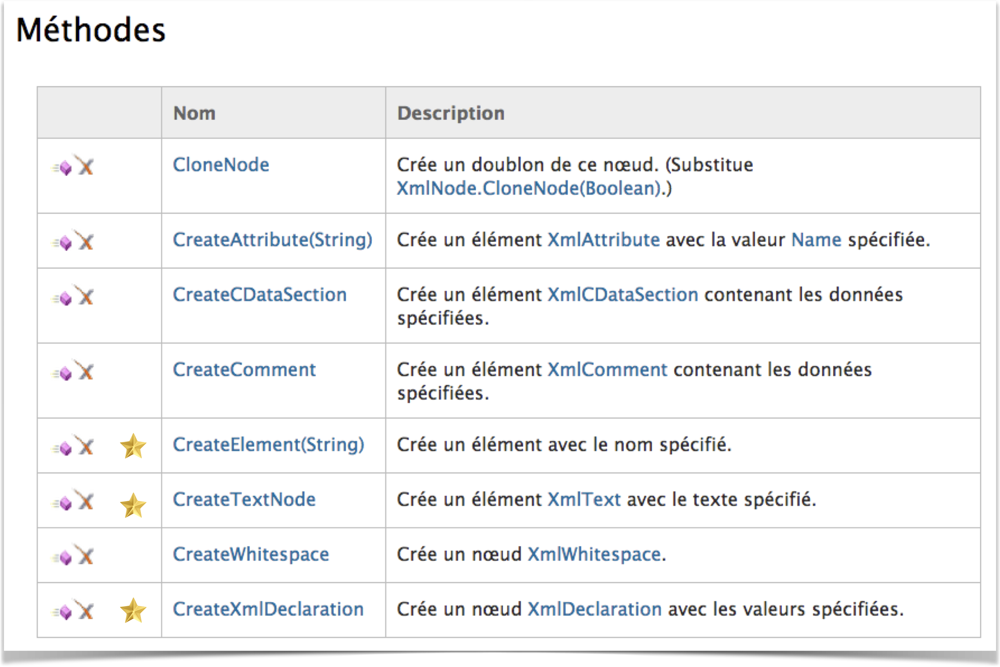 Méthodes
Nom Description
CloneNode Crée un doublon de ce nœud. (Substitue
XmlNode.CloneNode(Boolean).)
CreateAttribute(String) Crée un élément XmlAttribute avec la valeur Name spécifiée.
CreateCDataSection Crée un élément XmlCDataSection contenant les données
spécifiées.
CreateComment Crée un élément XmlComment contenant les données
spécifiées.
CreateElement(String) Crée un élément avec le nom spécifié.
CreateTextNode Crée un élément XmlText avec le texte spécifié.
CreateWhitespace Crée un nœud XmlWhitespace.
CreateXmlDeclaration Crée un nœud XmlDeclaration avec les valeurs spécifiées.